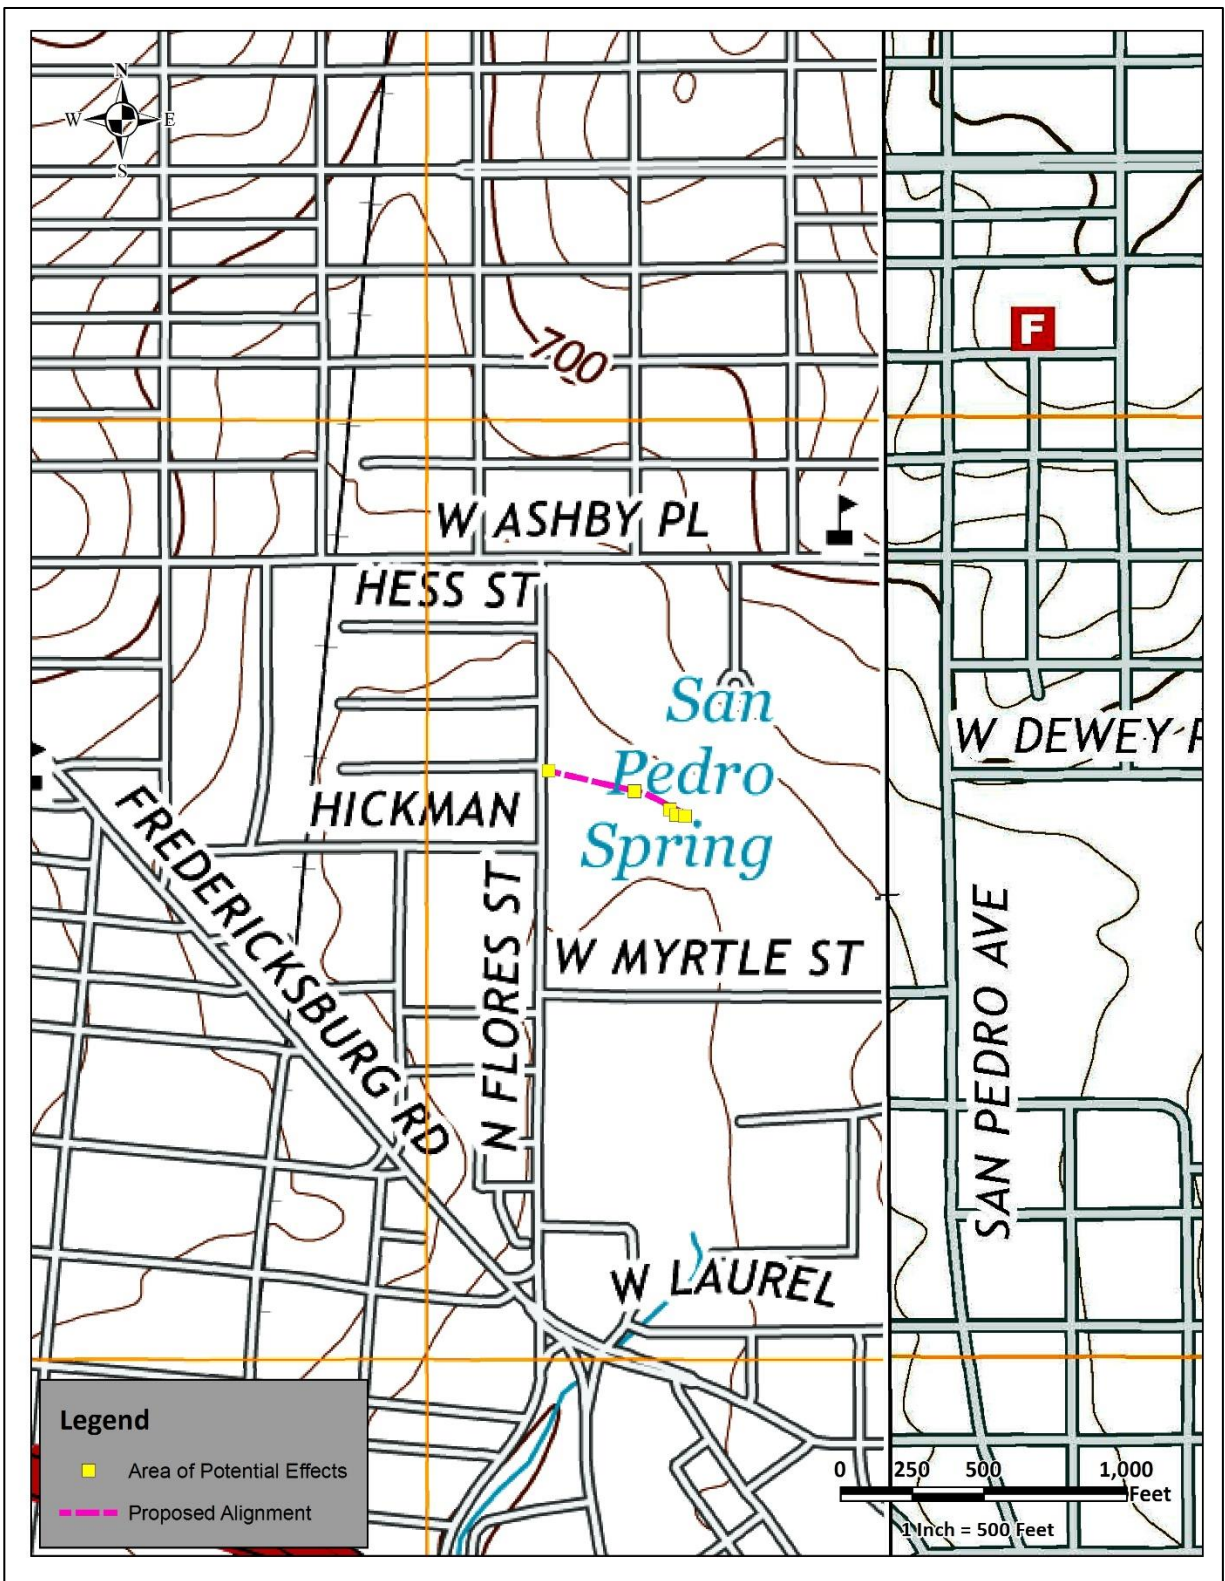 N
W E
S
F
700
W ASHBY PL
HESS ST
San
Pedro
Spring
W DEWEY P
HICKMAN
FREDERICKSBURG RD
N FLORES ST
W MYRTLE ST
SAN PEDRO AVE
W LAUREL
Legend
Area of Potential Effects
Proposed Alignment
0 250 500 1,000
Feet
1 Inch = 500 Feet